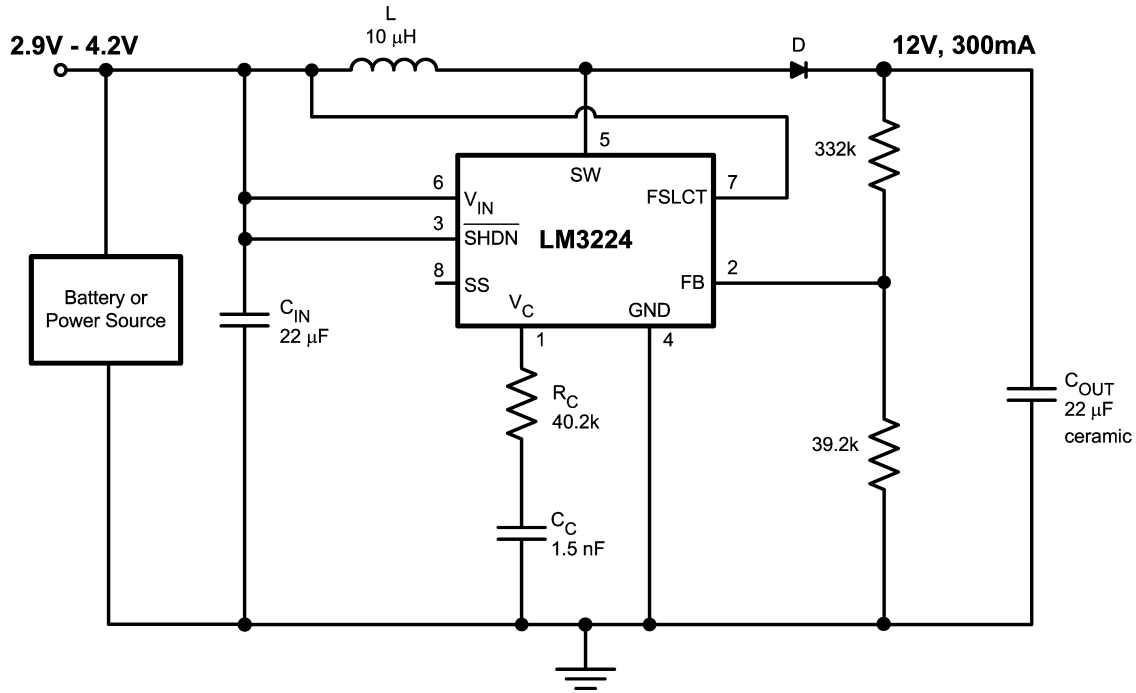 L
10 μH
2.9V - 4.2V
D
12V, 300mA
5
SW
332k
6
V_IN
7
FSLCT
3
SHDN
LM3224
8
SS
2
FB
V_C
GND
1
4
Battery or
Power Source
C_IN
22 μF
R_C
40.2k
C_OUT
22 μF
ceramic
39.2k
C_C
1.5 nF